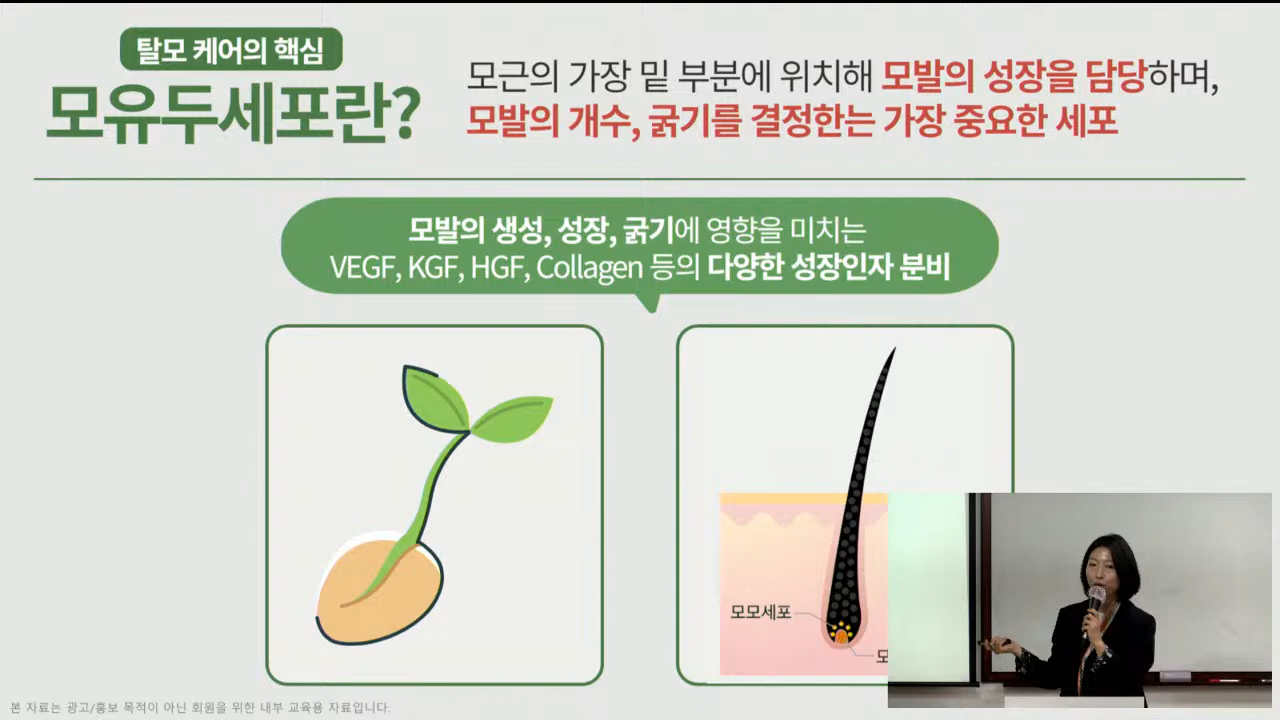 탈모 케어의 핵심
모유두세포란?
모근의 가장 밑 부분에 위치해 모발의 성장을 담당하며,
모발의 개수, 굵기를 결정한는 가장 중요한 세포
모발의 생성, 성장, 굵기에 영향을 미치는
VEGF, KGF, HGF, Collagen 등의 다양한 성장인자 분비
모모세포
본 자료는 광고/홍보 목적이 아닌 회원을 위한 내부 교육용 자료입니다.